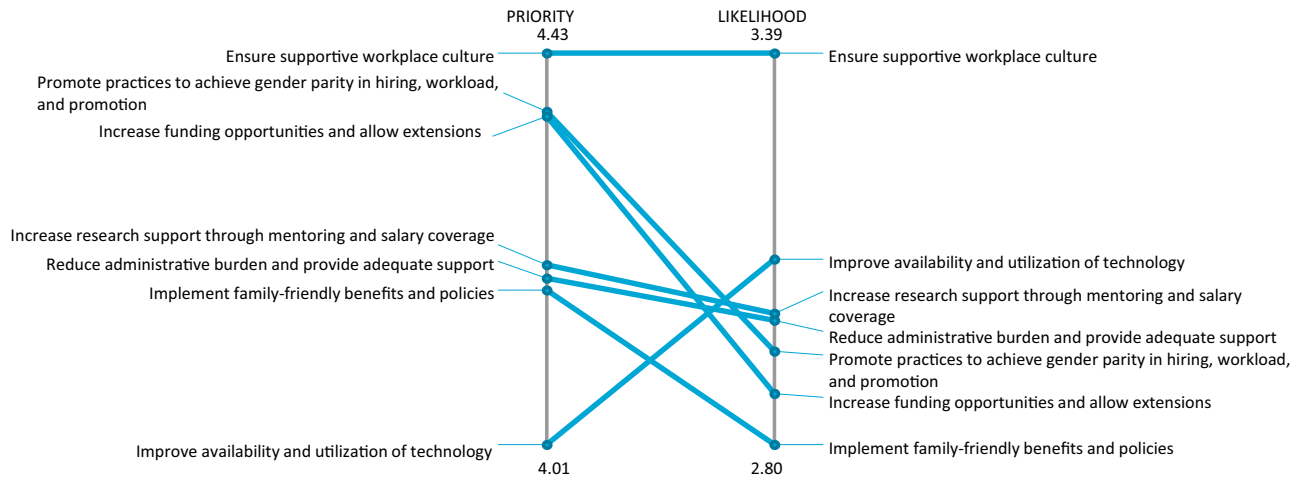 PRIORITY
4.43
LIKELIHOOD
3.39
Ensure supportive workplace culture
Promote practices to achieve gender parity in hiring, workload,
and promotion
Increase funding opportunities and allow extensions
Increase research support through mentoring and salary coverage
Reduce administrative burden and provide adequate support
Implement family-friendly benefits and policies
Improve availability and utilization of technology
4.01
Ensure supportive workplace culture
Improve availability and utilization of technology
Increase research support through mentoring and salary
coverage
Reduce administrative burden and provide adequate support
Promote practices to achieve gender parity in hiring, workload,
and promotion
Increase funding opportunities and allow extensions
Implement family-friendly benefits and policies
2.80